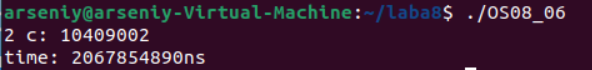 arseniy@arseniy-Virtual-Machine:~/laba8$ ./OS08_06
2 c: 10409002
time: 2067854890ns